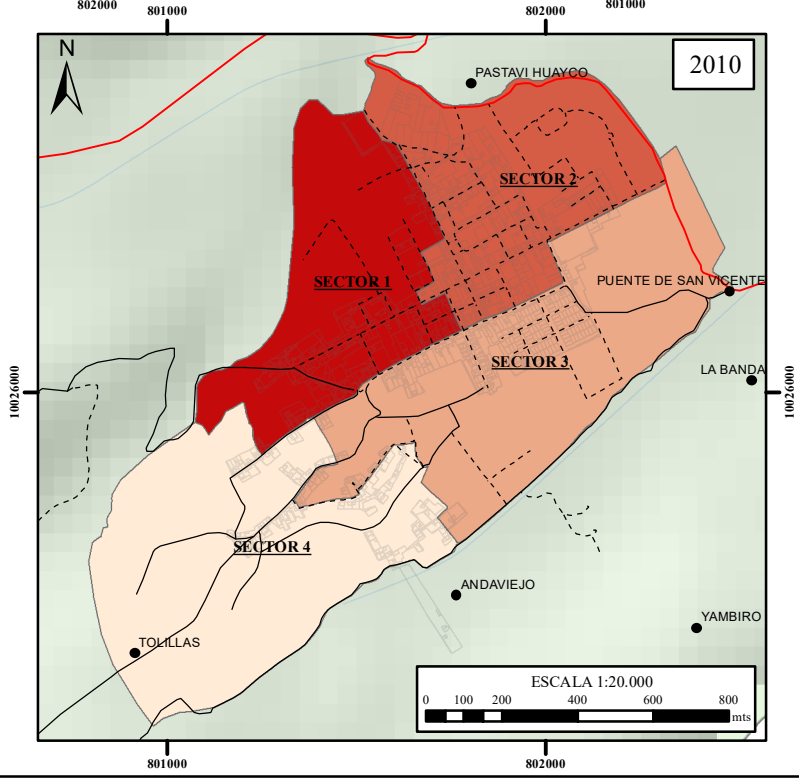 802000
801000
801000
802000
N
2010
PASTAVI HUAYCO
SECTOR 2
SECTOR 1
PUENTE DE SAN VICENTE
SECTOR 3
LA BANDA
10026000
10026000
SECTOR 4
ANDAVIEJO
YAMBIRO
TOLILLAS
ESCALA 1:20.000
0 100 200 400 600 800
mts
801000
802000